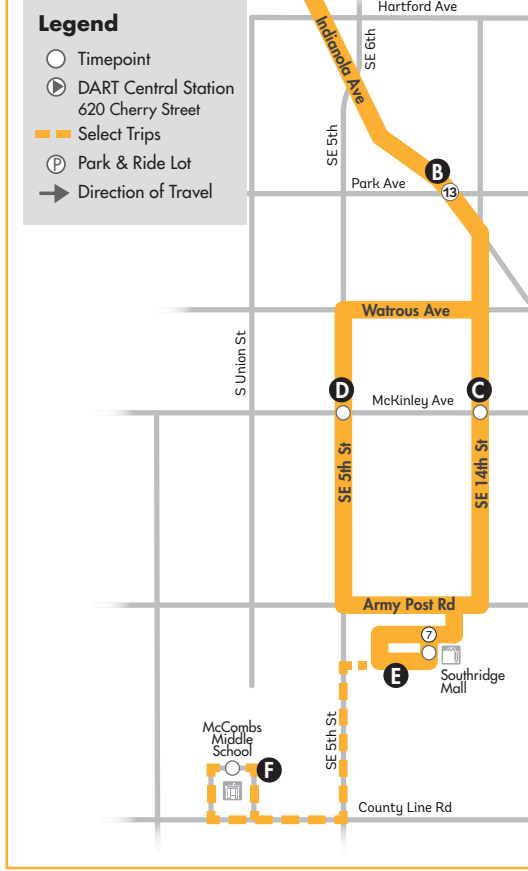 Legend
Timepoint
DART Central Station
620 Cherry Street
Select Trips
P Park & Ride Lot
Direction of Travel
Hartford Ave
Indianola Ave
SE 6th
SE 5th
B
Park Ave
13
Watrous Ave
S Union St
D
McKinley Ave
C
SE 5th St
SE 14th St
Army Post Rd
7
E
Southridge
Mall
McCombs
Middle
School
SE 5th St
F
County Line Rd